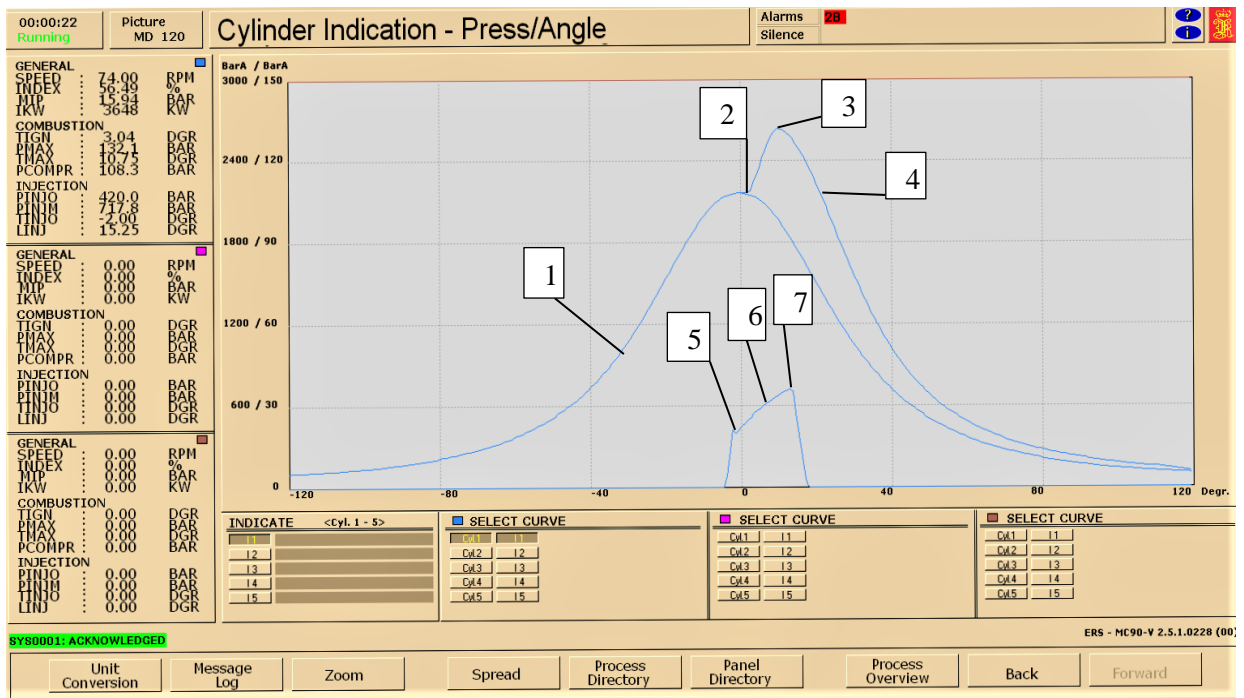 00:00:22
Running
Picture
MD 120
Cylinder Indication - Press/Angle
Alarms 28
Silence
?
i
GENERAL
SPEED : 74.00 RPM
INDEX : 56.49 %
MIP : 15.94 BAR
IKW : 3648 KW
COMBUSTION
TIGN : 3.04 DGR
PMAX : 132.1 BAR
TMAX : 10.75 DGR
PCOMPR : 108.3 BAR
INJECTION
PINJO : 420.0 BAR
PINJM : 717.8 BAR
TINJO : -2.00 DGR
LINJ : 15.25 DGR
GENERAL
SPEED : 0.00 RPM
INDEX : 0.00 %
MIP : 0.00 BAR
IKW : 0.00 KW
COMBUSTION
TIGN : 0.00 DGR
PMAX : 0.00 BAR
TMAX : 0.00 DGR
PCOMPR : 0.00 BAR
INJECTION
PINJO : 0.00 BAR
PINJM : 0.00 BAR
TINJO : 0.00 DGR
LINJ : 0.00 DGR
GENERAL
SPEED : 0.00 RPM
INDEX : 0.00 %
MIP : 0.00 BAR
IKW : 0.00 KW
COMBUSTION
TIGN : 0.00 DGR
PMAX : 0.00 BAR
TMAX : 0.00 DGR
PCOMPR : 0.00 BAR
INJECTION
PINJO : 0.00 BAR
PINJM : 0.00 BAR
TINJO : 0.00 DGR
LINJ : 0.00 DGR
BarA / BarA
3000 / 150
2400 / 120
1800 / 90
1200 / 60
600 / 30
0
-120 -80 -40 0 40 80 120 Degr.
1
2
3
4
5
6
7
INDICATE <Cyl. 1 - 5>
I1
I2
I3
I4
I5
SELECT CURVE
Cyl.1 I1
Cyl.2 I2
Cyl.3 I3
Cyl.4 I4
Cyl.5 I5
SELECT CURVE
Cyl.1 I1
Cyl.2 I2
Cyl.3 I3
Cyl.4 I4
Cyl.5 I5
SELECT CURVE
Cyl.1 I1
Cyl.2 I2
Cyl.3 I3
Cyl.4 I4
Cyl.5 I5
SYS0001: ACKNOWLEDGED
ERS - MC90-V 2.5.1.0228 (00)
Unit Conversion
Message Log
Zoom
Spread
Process Directory
Panel Directory
Process Overview
Back
Forward